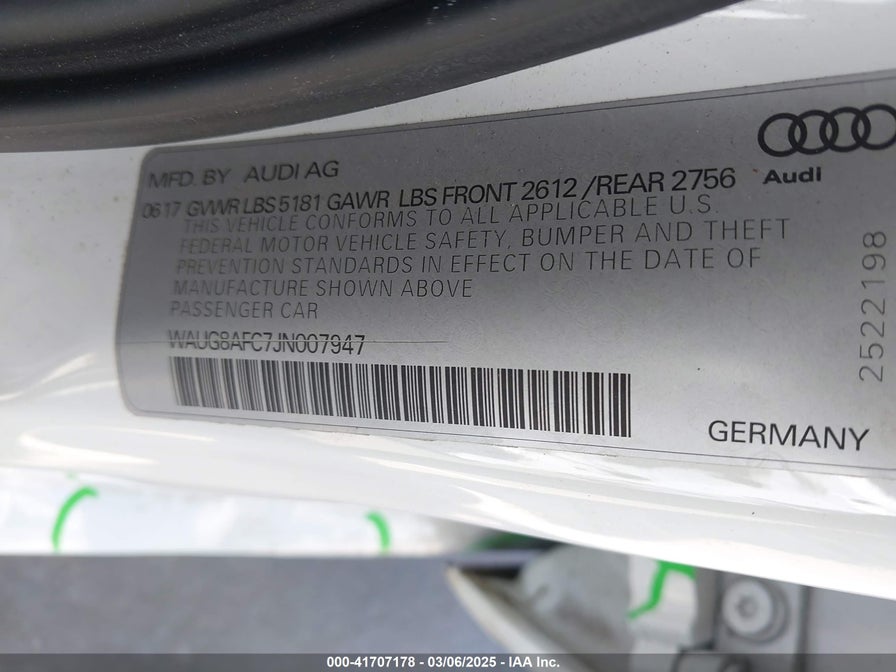 MFD. BY AUDI AG
Audi
0617 GVWR LBS 5181 GAWR LBS FRONT 2612 / REAR 2756
THIS VEHICLE CONFORMS TO ALL APPLICABLE U.S.
FEDERAL MOTOR VEHICLE SAFETY, BUMPER AND THEFT
PREVENTION STANDARDS IN EFFECT ON THE DATE OF
MANUFACTURE SHOWN ABOVE
PASSENGER CAR
WAUG8AFC7JN007947
2522198
GERMANY
000-41707178 - 03/06/2025 - IAA Inc.